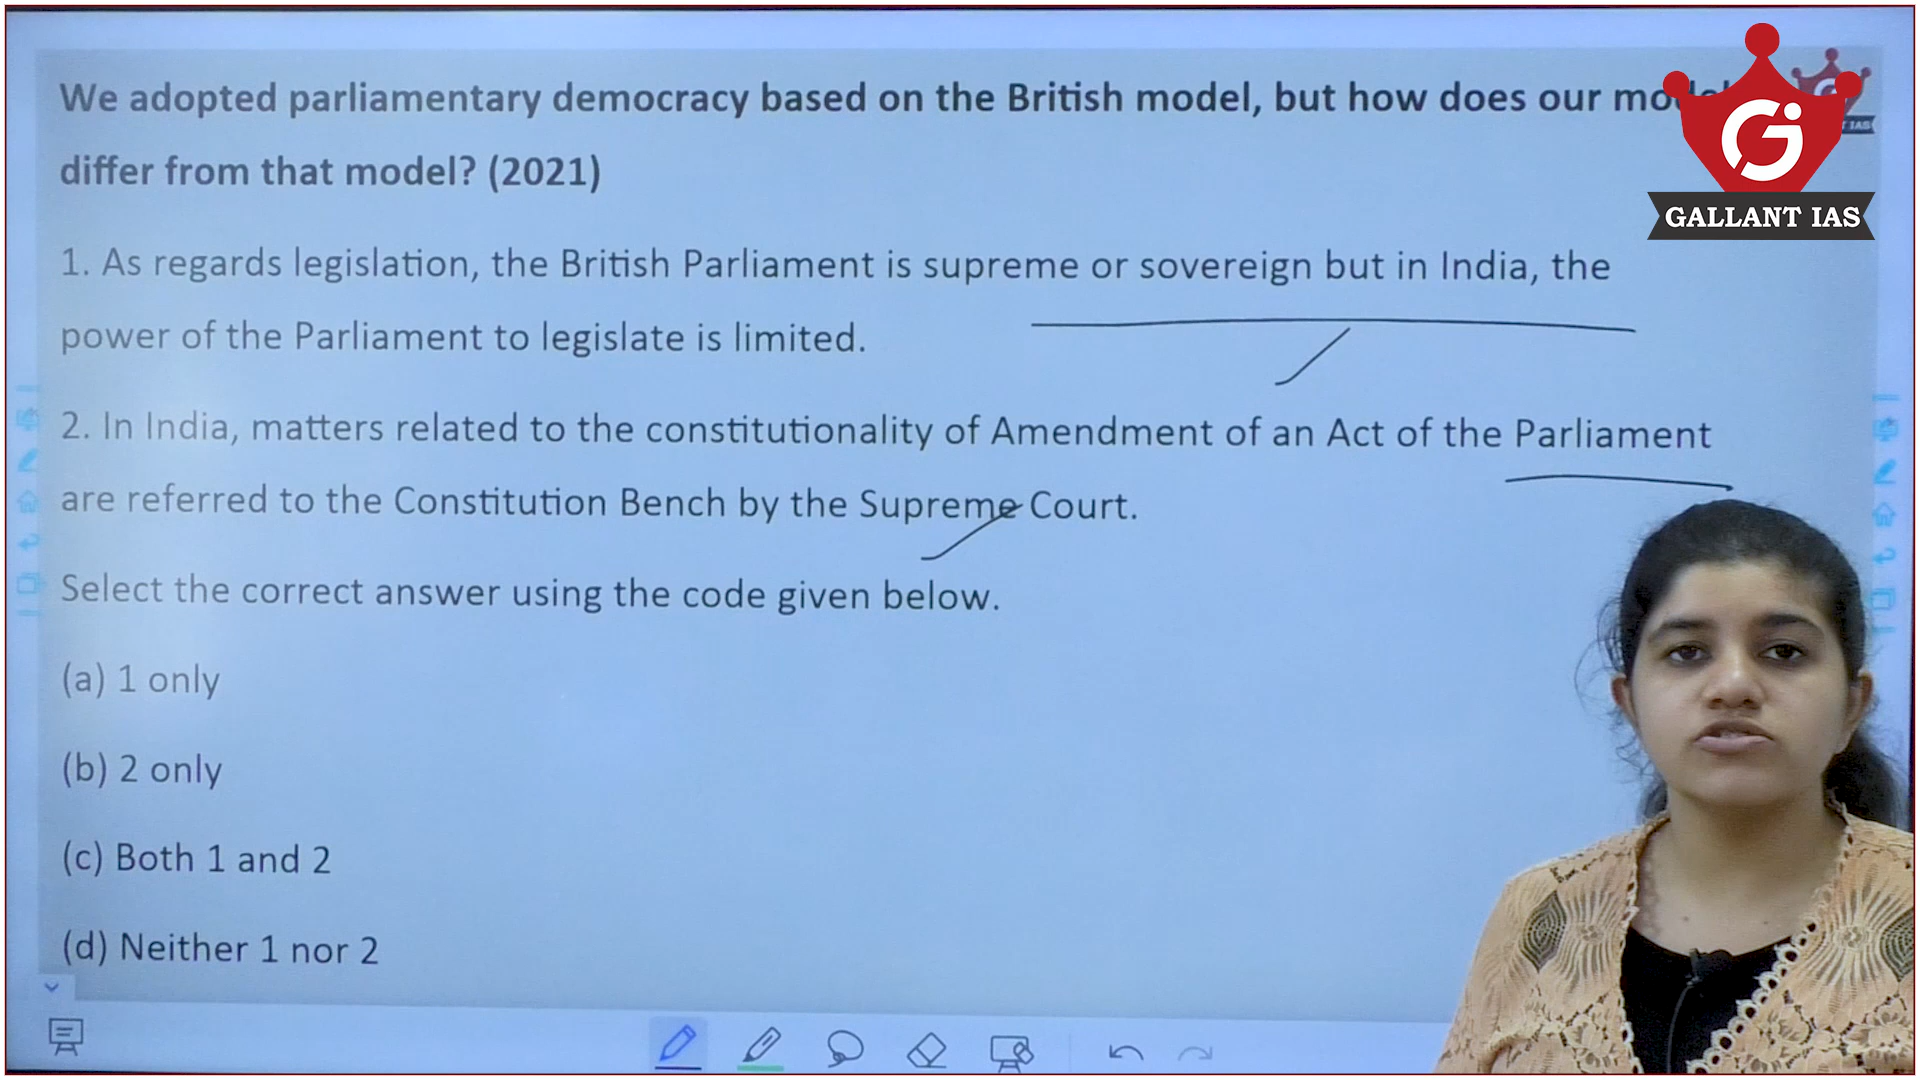 We adopted parliamentary democracy based on the British model, but how does our model
differ from that model? (2021)
1. As regards legislation, the British Parliament is supreme or sovereign but in India, the
power of the Parliament to legislate is limited.
2. In India, matters related to the constitutionality of Amendment of an Act of the Parliament
are referred to the Constitution Bench by the Supreme Court.
Select the correct answer using the code given below.
(a) 1 only
(b) 2 only
(c) Both 1 and 2
(d) Neither 1 nor 2
GALLANT IAS
IAS